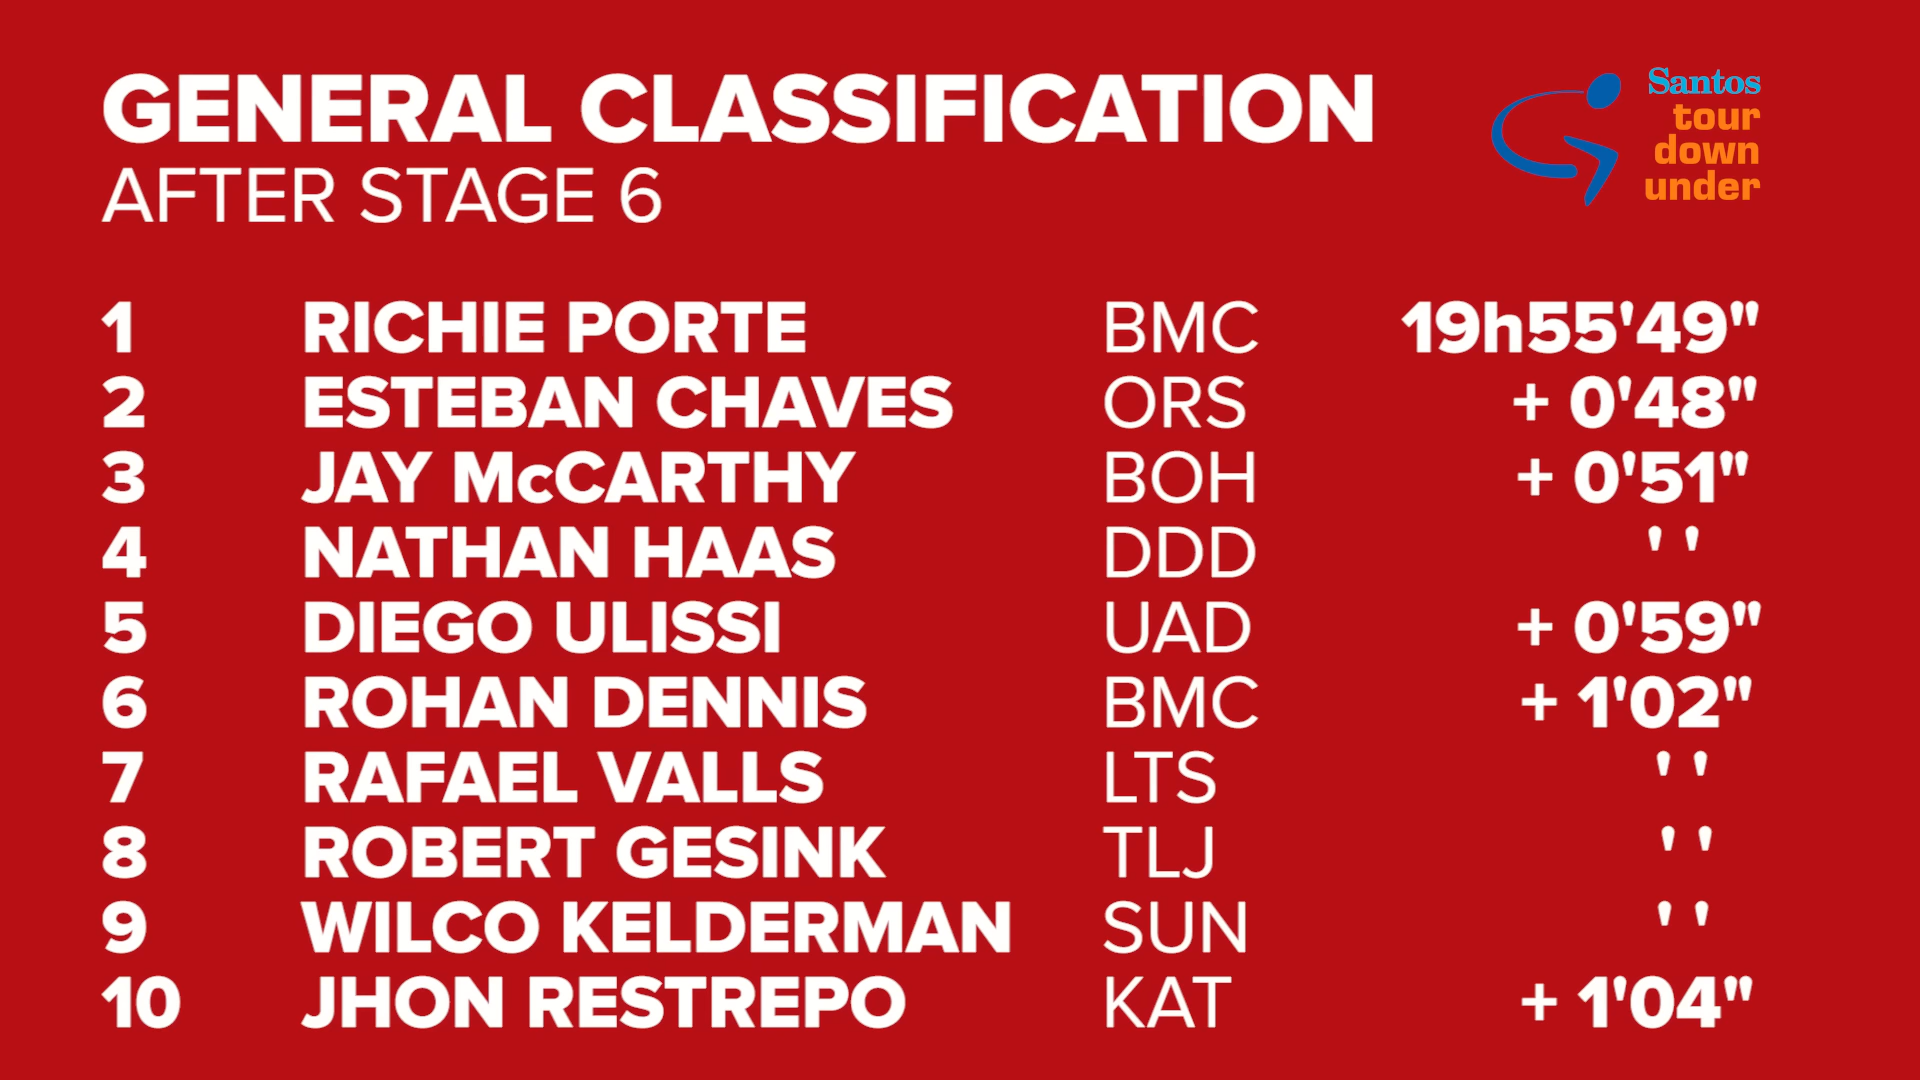 GENERAL CLASSIFICATION
AFTER STAGE 6
Santos
tour
down
under
1 RICHIE PORTE BMC 19h55'49"
2 ESTEBAN CHAVES ORS + 0'48"
3 JAY McCARTHY BOH + 0'51"
4 NATHAN HAAS DDD ' '
5 DIEGO ULISSI UAD + 0'59"
6 ROHAN DENNIS BMC + 1'02"
7 RAFAEL VALLS LTS ' '
8 ROBERT GESINK TLJ ' '
9 WILCO KELDERMAN SUN ' '
10 JHON RESTREPO KAT + 1'04"